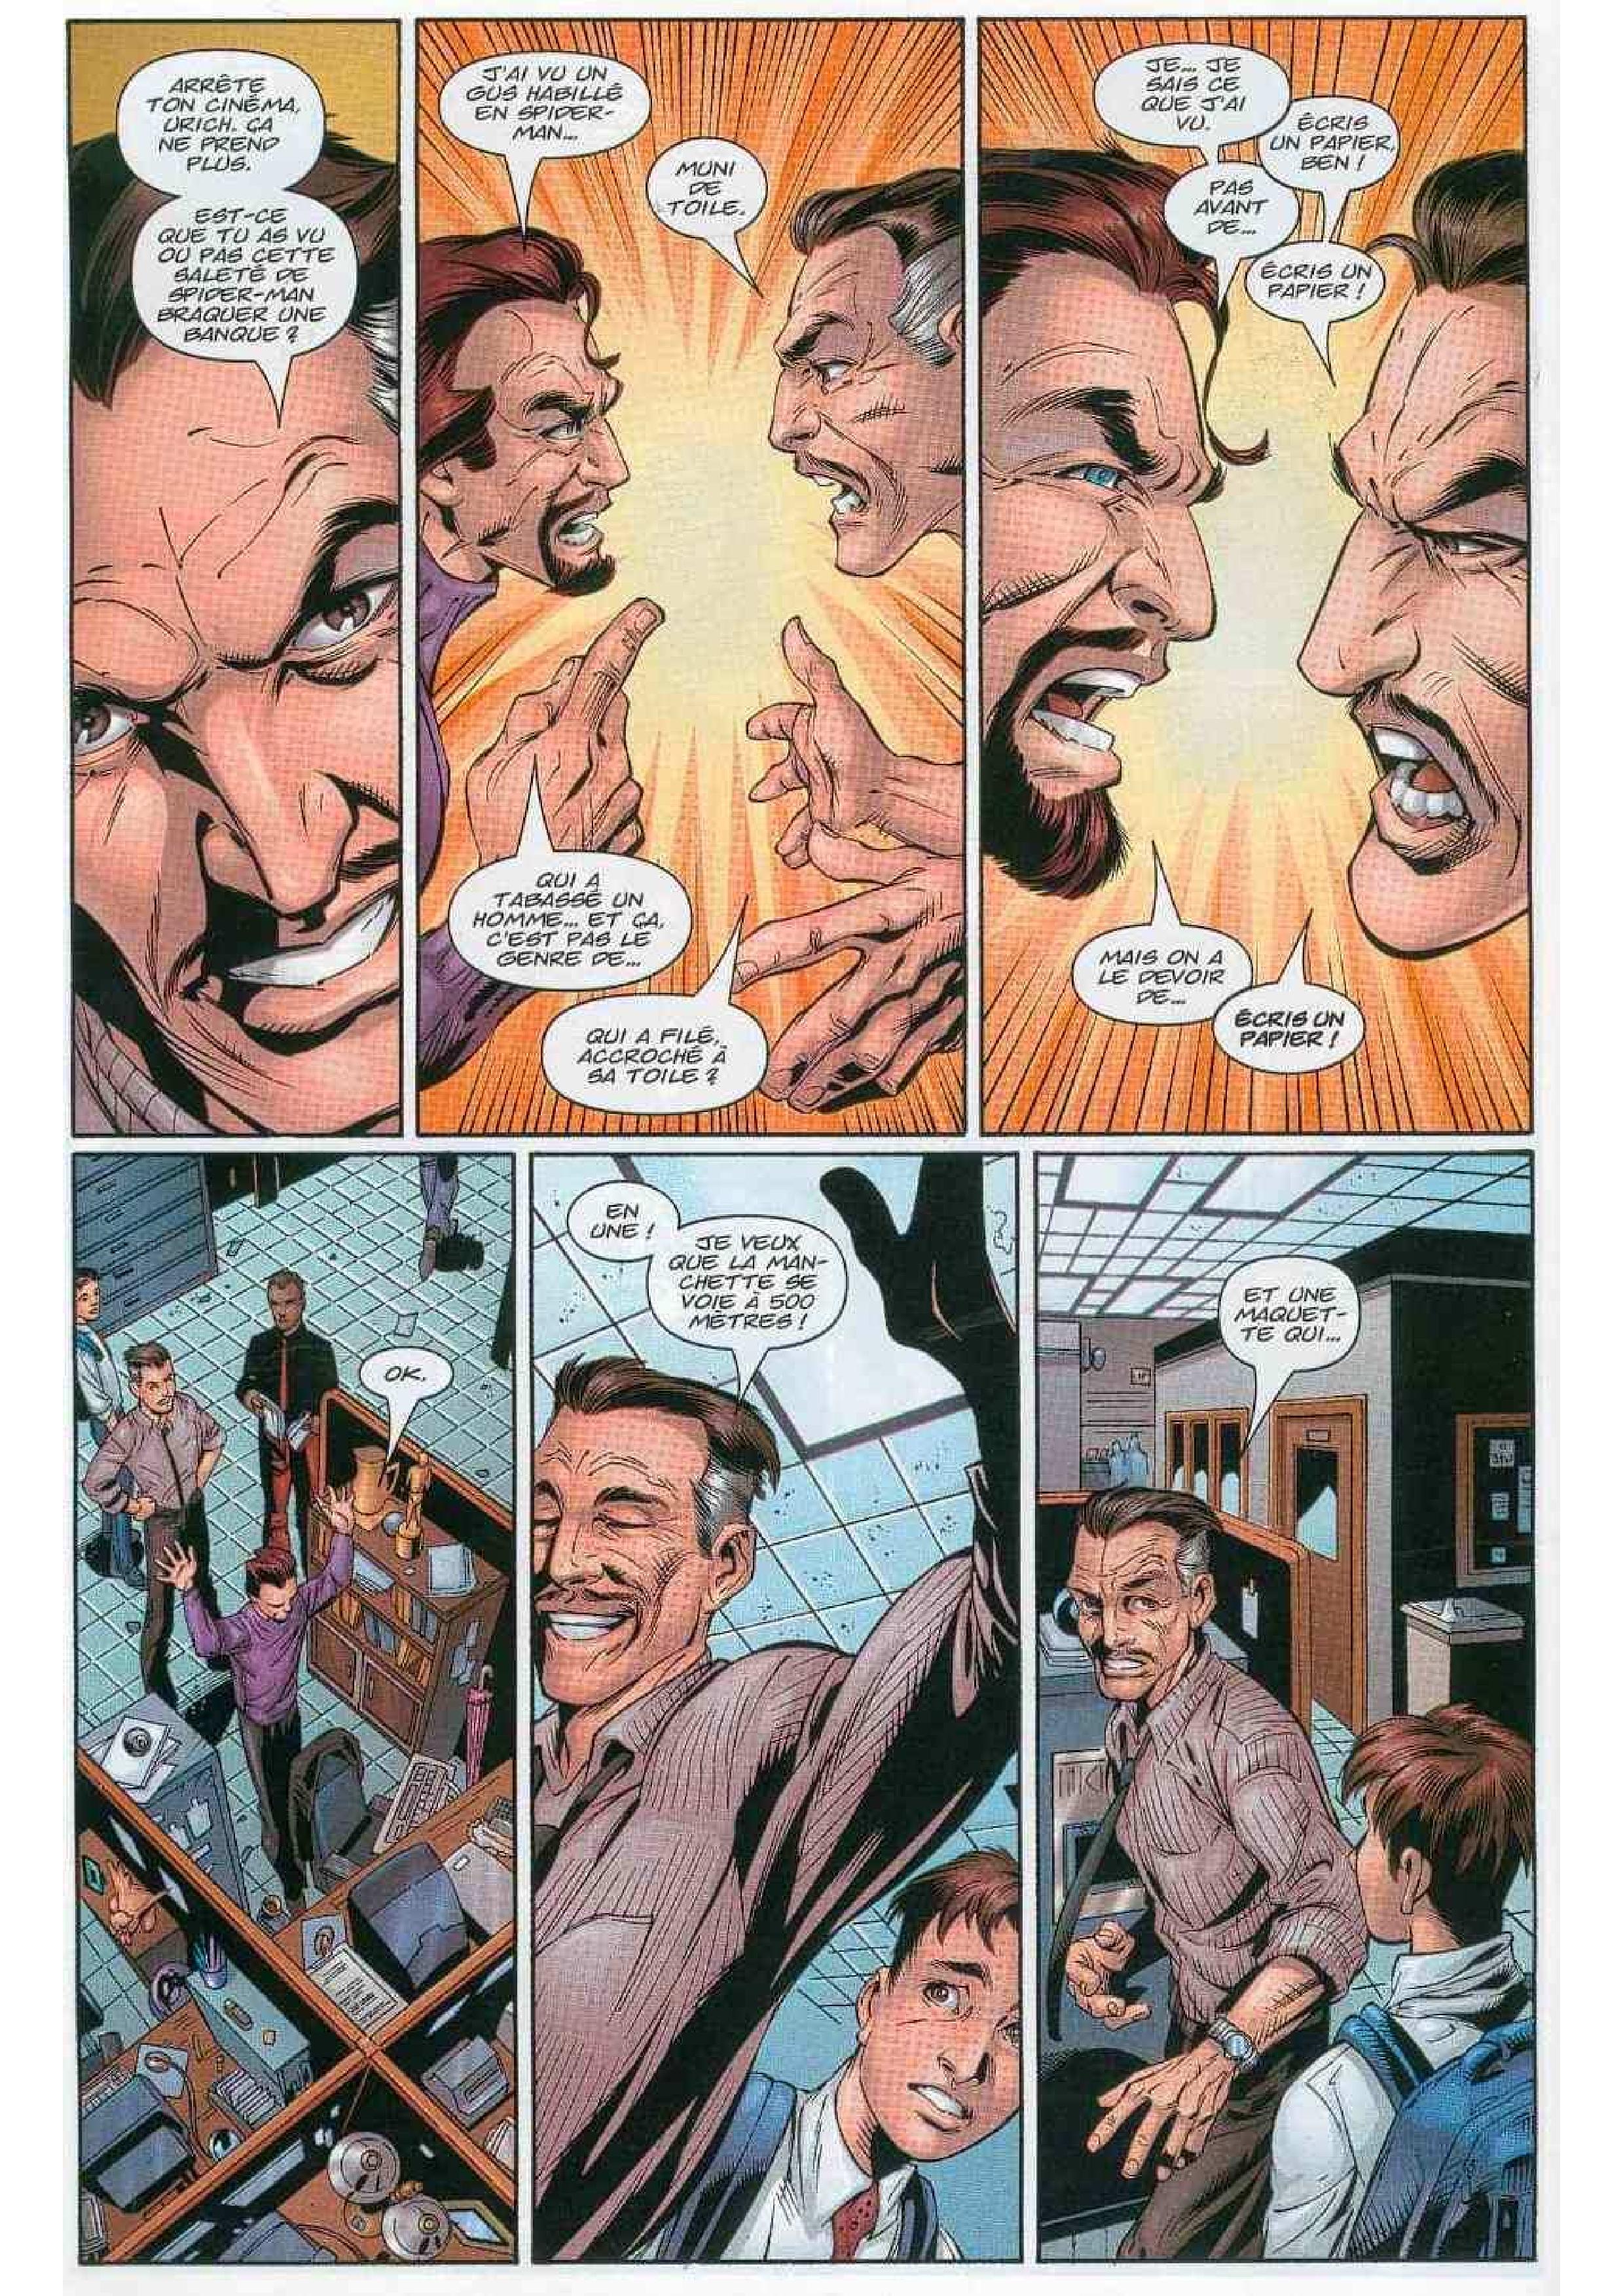 ARRÊTE
TON CINÉMA,
URICH. ÇA
NE PREND
PLUS.
EST-CE
QUE TU AS VU
OU PAS CETTE
SALETÉ DE
SPIDER-MAN
BRAQUER UNE
BANQUE ?
J'AI VU UN
GUS HABILLÉ
EN SPIDER-
MAN...
MUNI
DE
TOILE.
QUI A
TABASSÉ UN
HOMME... ET ÇA,
C'EST PAS LE
GENRE DE...
QUI A FILÉ,
ACCROCHÉ À
SA TOILE ?
JE... JE
SAIS CE
QUE J'AI
VU.
ÉCRIS
UN PAPIER,
BEN !
PAS
AVANT
DE...
ÉCRIS UN
PAPIER !
MAIS ON A
LE DEVOIR
DE...
ÉCRIS UN
PAPIER !
OK.
EN
UNE !
JE VEUX
QUE LA MAN-
CHETTE SE
VOIE À 500
MÈTRES !
ET UNE
MAQUET-
TE QUI...